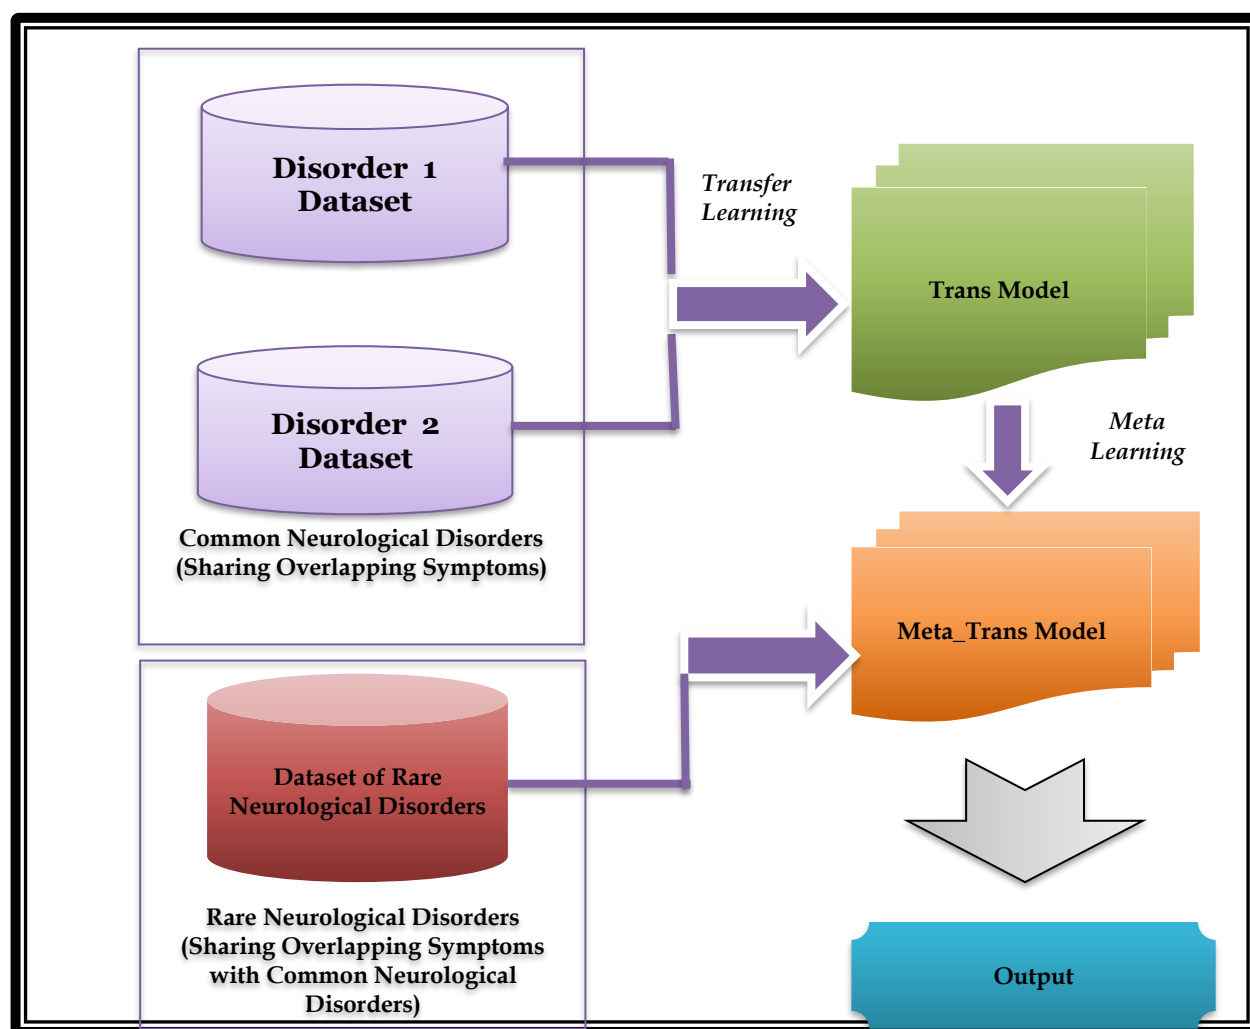 Disorder 1
Dataset
Transfer
Learning
Trans Model
Disorder 2
Dataset
Meta
Learning
Common Neurological Disorders
(Sharing Overlapping Symptoms)
Meta_Trans Model
Dataset of Rare
Neurological Disorders
Rare Neurological Disorders
(Sharing Overlapping Symptoms
with Common Neurological
Disorders)
Output